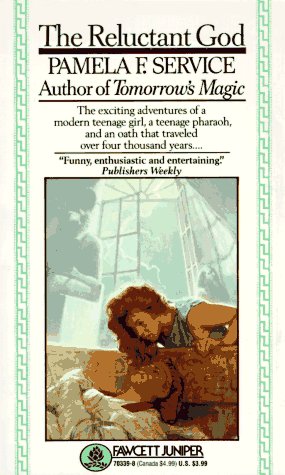 The Reluctant God
PAMELA F. SERVICE
Author of Tomorrow's Magic
The exciting adventures of a
modern teenage girl, a teenage pharaoh,
and an oath that traveled
over four thousand years....
"Funny, enthusiastic and entertaining."
Publishers Weekly
FAWCETT JUNIPER
70339-8 (Canada $4.99) U.S. $3.99